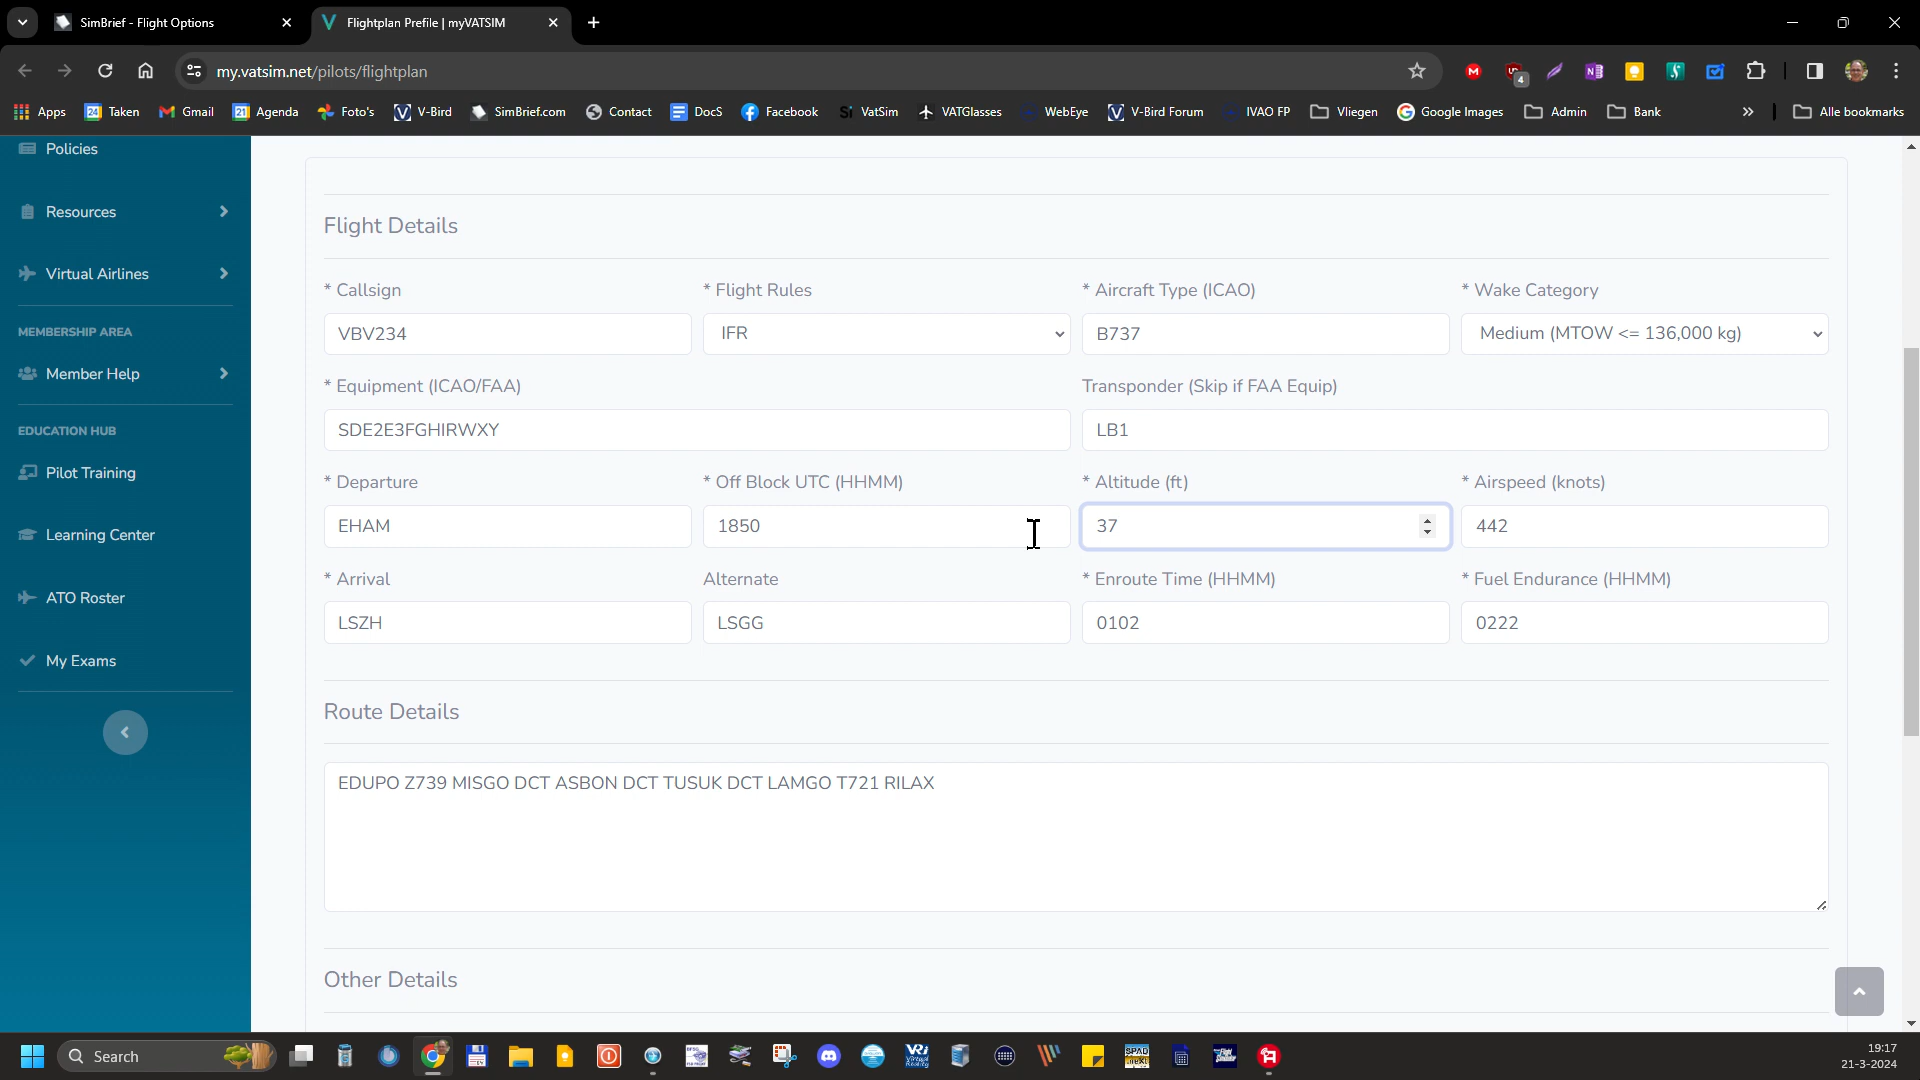 SimBrief - Flight Options
Flightplan Prefile | myVATSIM
my.vatsim.net/pilots/flightplan
4
Apps
Taken
Gmail
Agenda
Foto's
V-Bird
SimBrief.com
Contact
DocS
Facebook
VatSim
VATGlasses
WebEye
V-Bird Forum
IVAO FP
Vliegen
Google Images
Admin
Bank
»
Alle bookmarks
Policies
Resources
Virtual Airlines
MEMBERSHIP AREA
Member Help
EDUCATION HUB
Pilot Training
Learning Center
ATO Roster
My Exams
Flight Details
* Callsign
* Flight Rules
* Aircraft Type (ICAO)
* Wake Category
VBV234
IFR
B737
Medium (MTOW <= 136,000 kg)
* Equipment (ICAO/FAA)
Transponder (Skip if FAA Equip)
SDE2E3FGHIRWXY
LB1
* Departure
* Off Block UTC (HHMM)
* Altitude (ft)
* Airspeed (knots)
EHAM
1850
37
442
* Arrival
Alternate
* Enroute Time (HHMM)
* Fuel Endurance (HHMM)
LSZH
LSGG
0102
0222
Route Details
EDUPO Z739 MISGO DCT ASBON DCT TUSUK DCT LAMGO T721 RILAX
Other Details
Search
19:17
21-3-2024